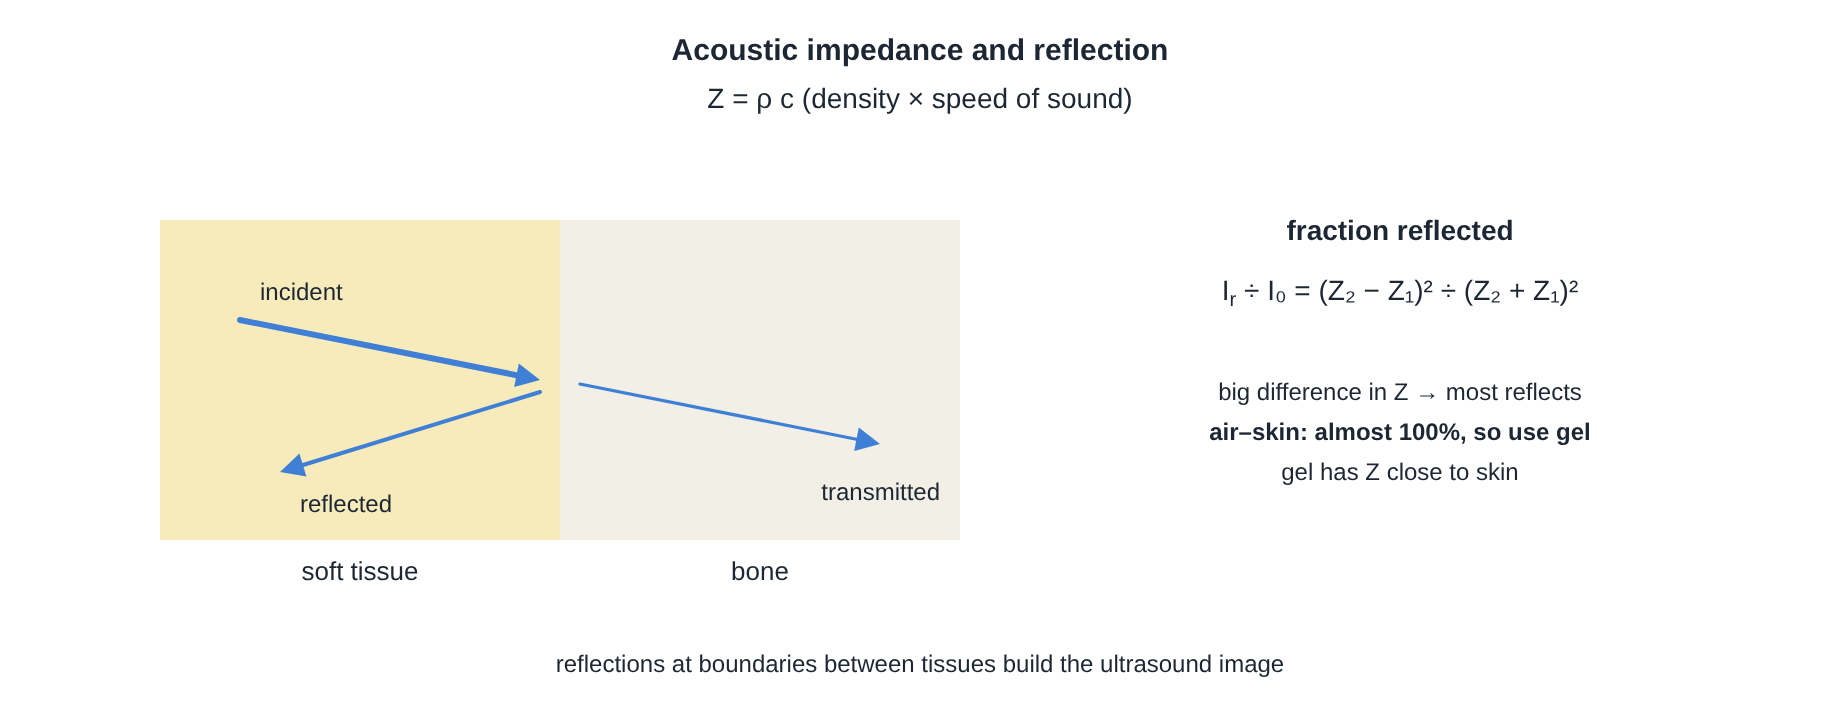 Acoustic impedance and reflection
Z = ρ c (density × speed of sound)
incident
reflected
transmitted
soft tissue
bone
fraction reflected
Iᵣ ÷ I₀ = (Z₂ − Z₁)² ÷ (Z₂ + Z₁)²
big difference in Z → most reflects
air–skin: almost 100%, so use gel
gel has Z close to skin
reflections at boundaries between tissues build the ultrasound image